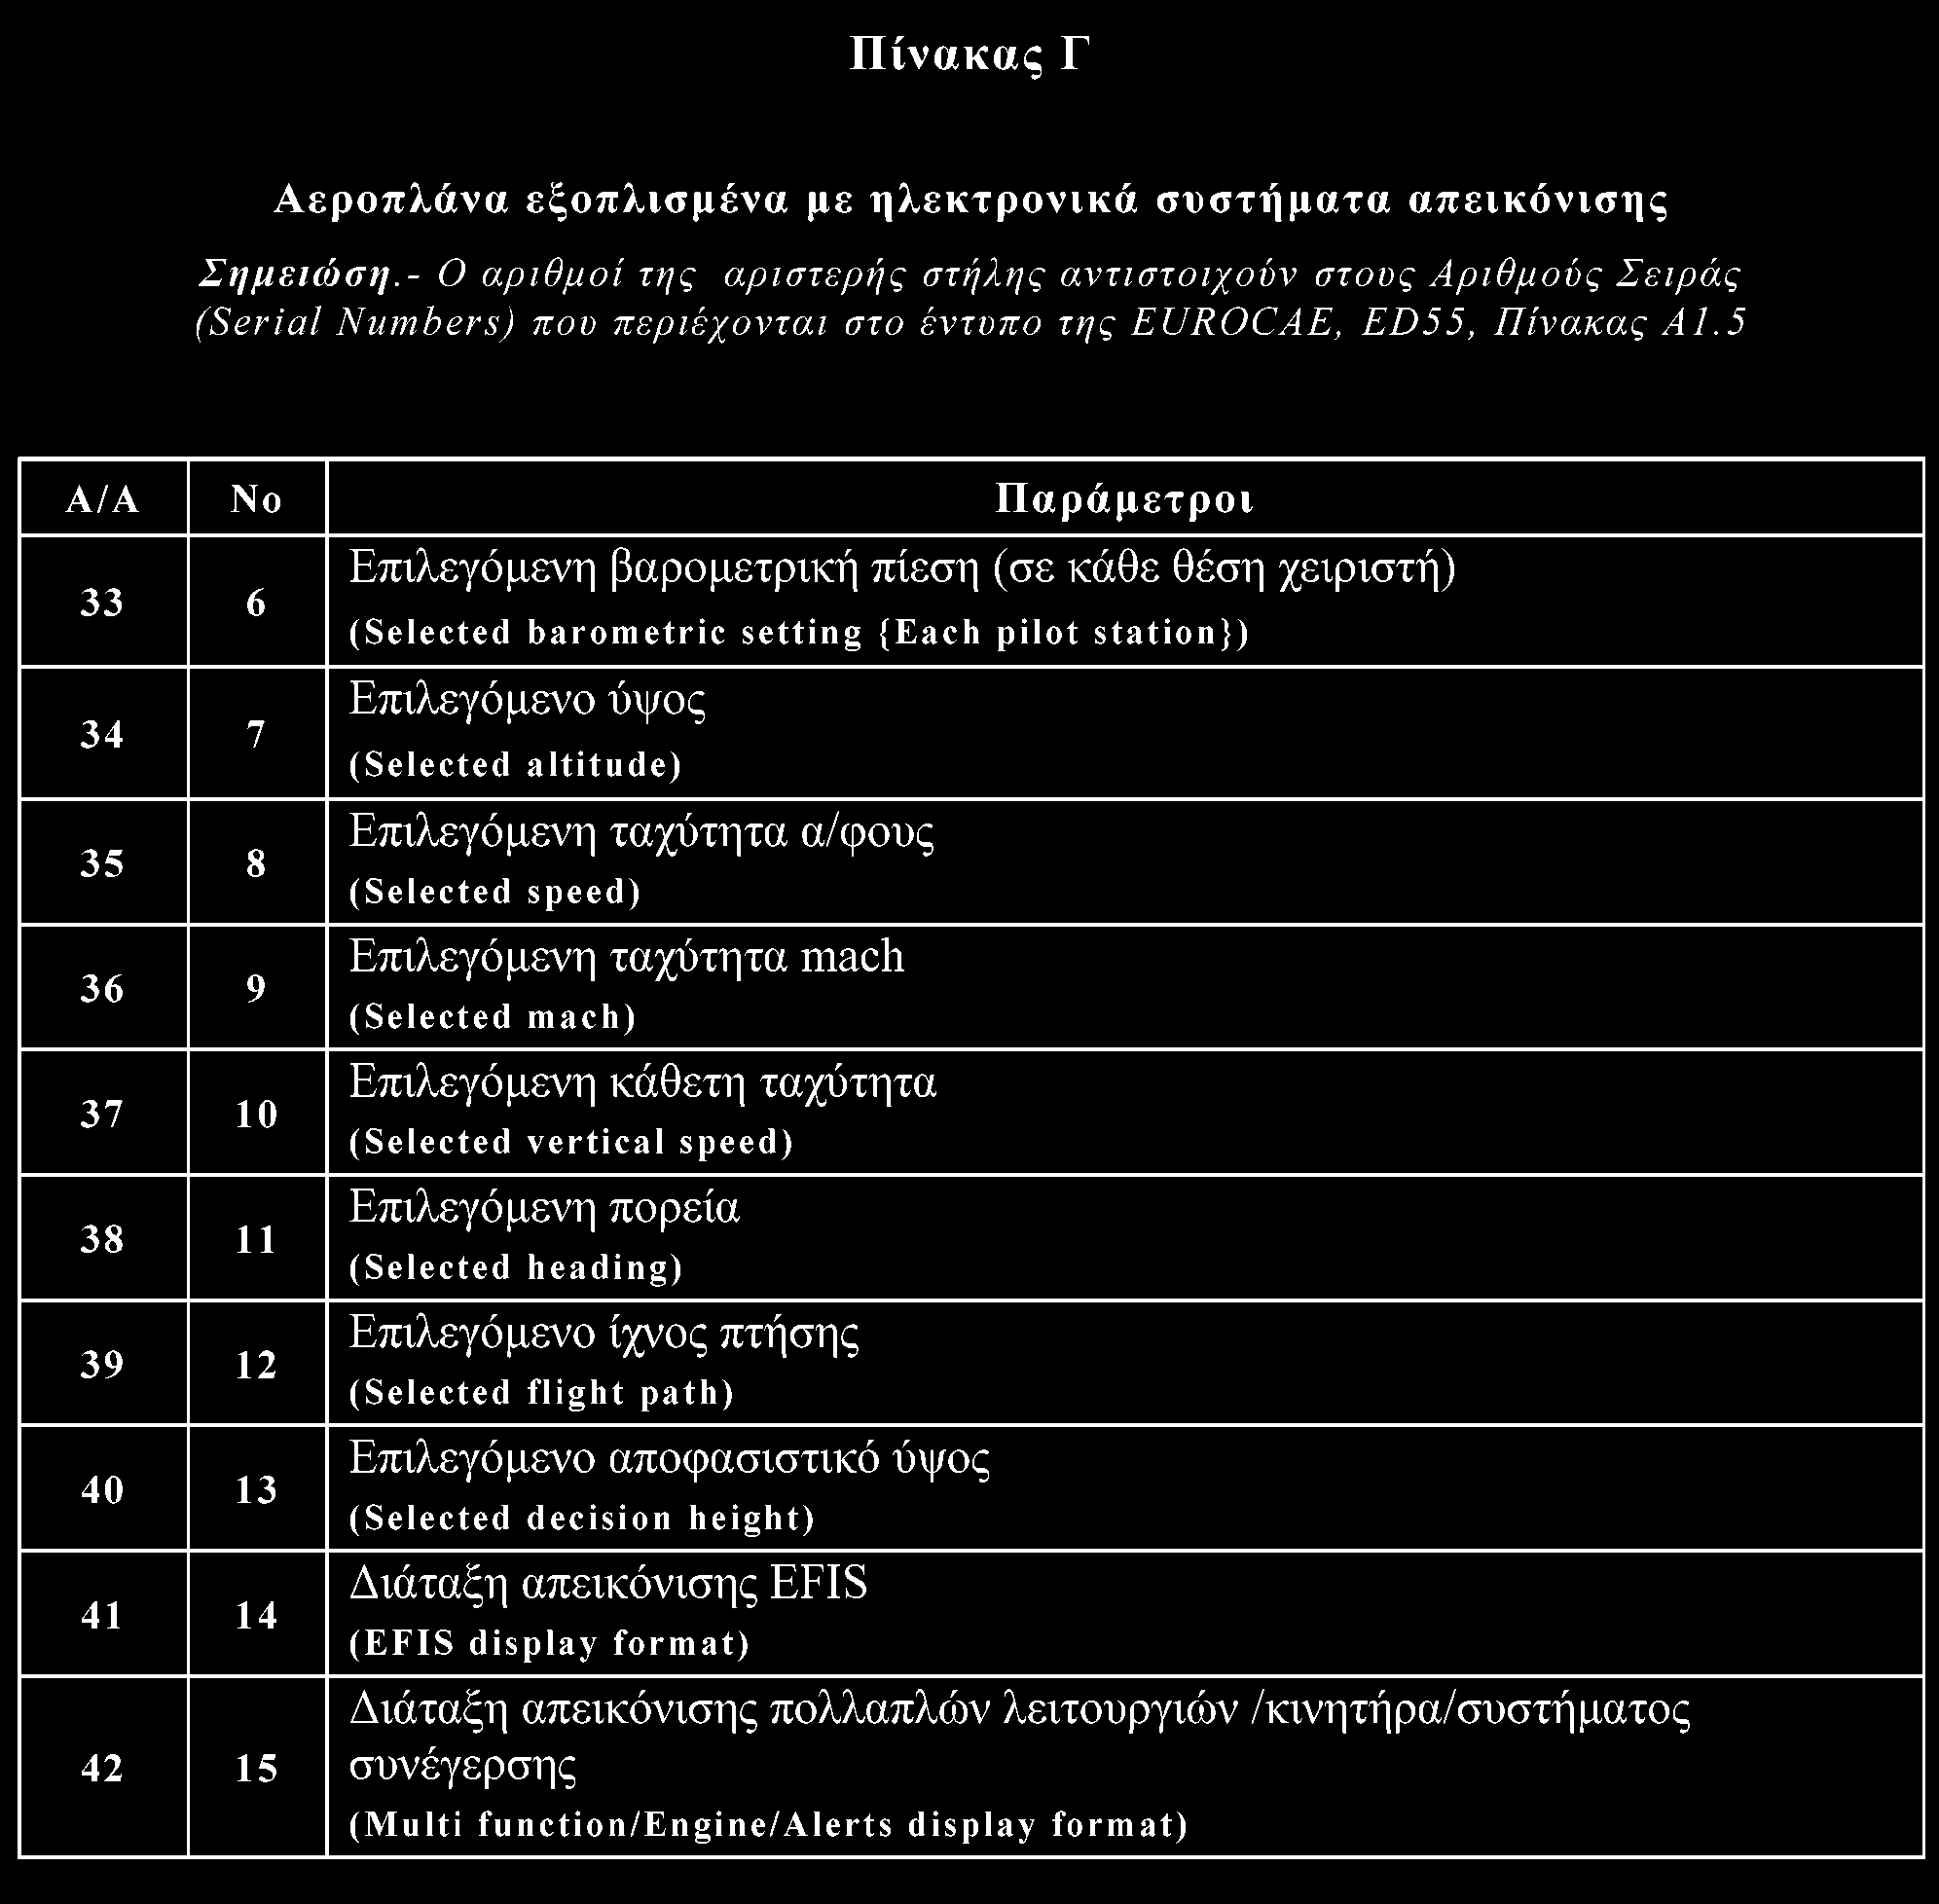 Πίνακας Γ
Αεροπλάνα εξοπλισμένα με ηλεκτρονικά συστήματα απεικόνισης
Σημειώση.- Ο αριθμοί της αριστερής στήλης αντιστοιχούν στους Αριθμούς Σειράς
(Serial Numbers) που περιέχονται στο έντυπο της EUROCAE, ED55, Πίνακας A1.5
Α/Α Νο Παράμετροι
33 6 Επιλεγόμενη βαρομετρική πίεση (σε κάθε θέση χειριστή)
(Selected barometric setting {Each pilot station})
34 7 Επιλεγόμενο ύψος
(Selected altitude)
35 8 Επιλεγόμενη ταχύτητα α/φους
(Selected speed)
36 9 Επιλεγόμενη ταχύτητα mach
(Selected mach)
37 10 Επιλεγόμενη κάθετη ταχύτητα
(Selected vertical speed)
38 11 Επιλεγόμενη πορεία
(Selected heading)
39 12 Επιλεγόμενο ίχνος πτήσης
(Selected flight path)
40 13 Επιλεγόμενο αποφασιστικό ύψος
(Selected decision height)
41 14 Διάταξη απεικόνισης EFIS
(EFIS display format)
42 15 Διάταξη απεικόνισης πολλαπλών λειτουργιών /κινητήρα/συστήματος
συνέγερσης
(Multi function/Engine/Alerts display format)